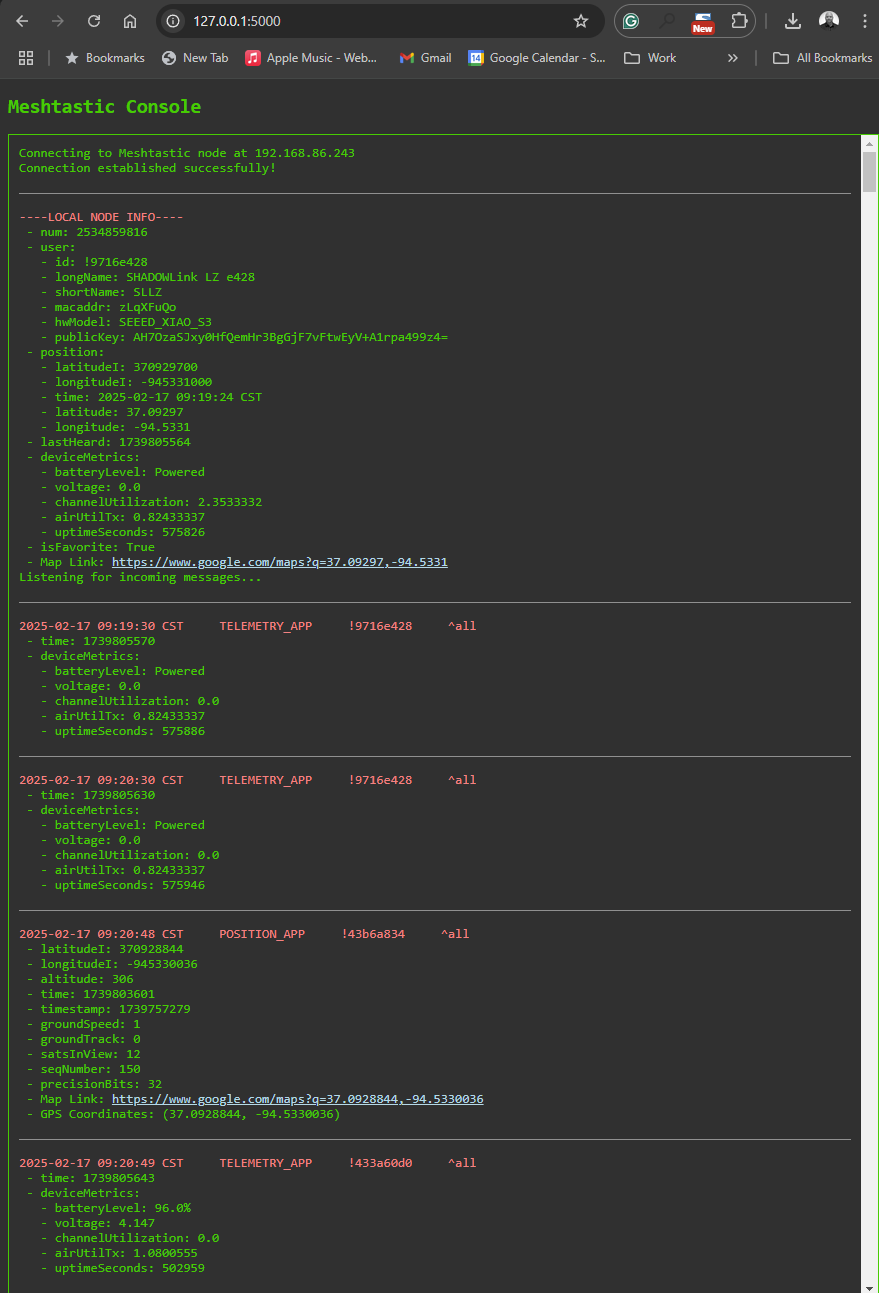 127.0.0.1:5000
New
Bookmarks
New Tab
Apple Music - Web...
Gmail
14
Google Calendar - S...
Work
»
All Bookmarks
Meshtastic Console
Connecting to Meshtastic node at 192.168.86.243
Connection established successfully!
----LOCAL NODE INFO----
- num: 2534859816
- user:
- id: !9716e428
- longName: SHADOWLink LZ e428
- shortName: SLLZ
- macaddr: zLqXFuQo
- hwModel: SEEED_XIAO_S3
- publicKey: AH7OzaSJxy0HfQemHr3BgGjF7vFtwEyV+A1rpa499z4=
- position:
- latitudeI: 370929700
- longitudeI: -945331000
- time: 2025-02-17 09:19:24 CST
- latitude: 37.09297
- longitude: -94.5331
- lastHeard: 1739805564
- deviceMetrics:
- batteryLevel: Powered
- voltage: 0.0
- channelUtilization: 2.3533332
- airUtilTx: 0.82433337
- uptimeSeconds: 575826
- isFavorite: True
- Map Link: https://www.google.com/maps?q=37.09297,-94.5331
Listening for incoming messages...
2025-02-17 09:19:30 CST     TELEMETRY_APP     !9716e428     ^all
- time: 1739805570
- deviceMetrics:
- batteryLevel: Powered
- voltage: 0.0
- channelUtilization: 0.0
- airUtilTx: 0.82433337
- uptimeSeconds: 575886
2025-02-17 09:20:30 CST     TELEMETRY_APP     !9716e428     ^all
- time: 1739805630
- deviceMetrics:
- batteryLevel: Powered
- voltage: 0.0
- channelUtilization: 0.0
- airUtilTx: 0.82433337
- uptimeSeconds: 575946
2025-02-17 09:20:48 CST     POSITION_APP     !43b6a834     ^all
- latitudeI: 370928844
- longitudeI: -945330036
- altitude: 306
- time: 1739803601
- timestamp: 1739757279
- groundSpeed: 1
- groundTrack: 0
- satsInView: 12
- seqNumber: 150
- precisionBits: 32
- Map Link: https://www.google.com/maps?q=37.0928844,-94.5330036
- GPS Coordinates: (37.0928844, -94.5330036)
2025-02-17 09:20:49 CST     TELEMETRY_APP     !433a60d0     ^all
- time: 1739805643
- deviceMetrics:
- batteryLevel: 96.0%
- voltage: 4.147
- channelUtilization: 0.0
- airUtilTx: 1.0800555
- uptimeSeconds: 502959